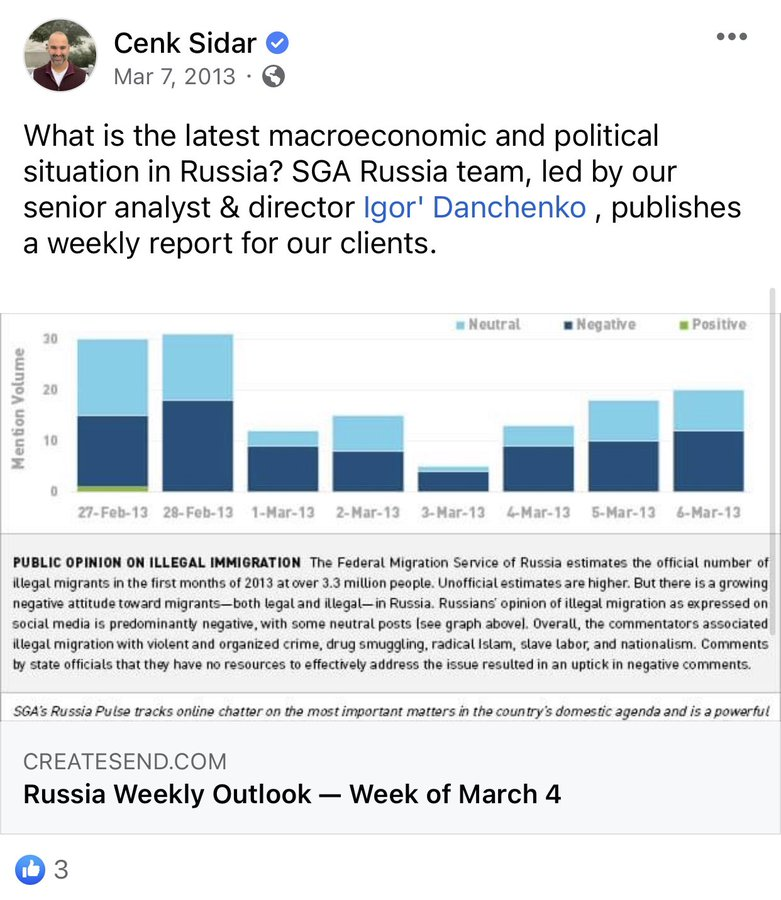 Cenk Sidar
Mar 7, 2013 ·
What is the latest macroeconomic and political
situation in Russia? SGA Russia team, led by our
senior analyst & director Igor' Danchenko , publishes
a weekly report for our clients.
Neutral Negative Positive
Mention Volume
30
20
10
0
27-Feb-13 28-Feb-13 1-Mar-13 2-Mar-13 3-Mar-13 4-Mar-13 5-Mar-13 6-Mar-13
PUBLIC OPINION ON ILLEGAL IMMIGRATION The Federal Migration Service of Russia estimates the official number of
illegal migrants in the first months of 2013 at over 3.3 million people. Unofficial estimates are higher. But there is a growing
negative attitude toward migrants—both legal and illegal—in Russia. Russians' opinion of illegal migration as expressed on
social media is predominantly negative, with some neutral posts (see graph above). Overall, the commentators associated
illegal migration with violent and organized crime, drug smuggling, radical Islam, slave labor, and nationalism. Comments
by state officials that they have no resources to effectively address the issue resulted in an uptick in negative comments.
SGA's Russia Pulse tracks online chatter on the most important matters in the country's domestic agenda and is a powerful
CREATESEND.COM
Russia Weekly Outlook — Week of March 4
3